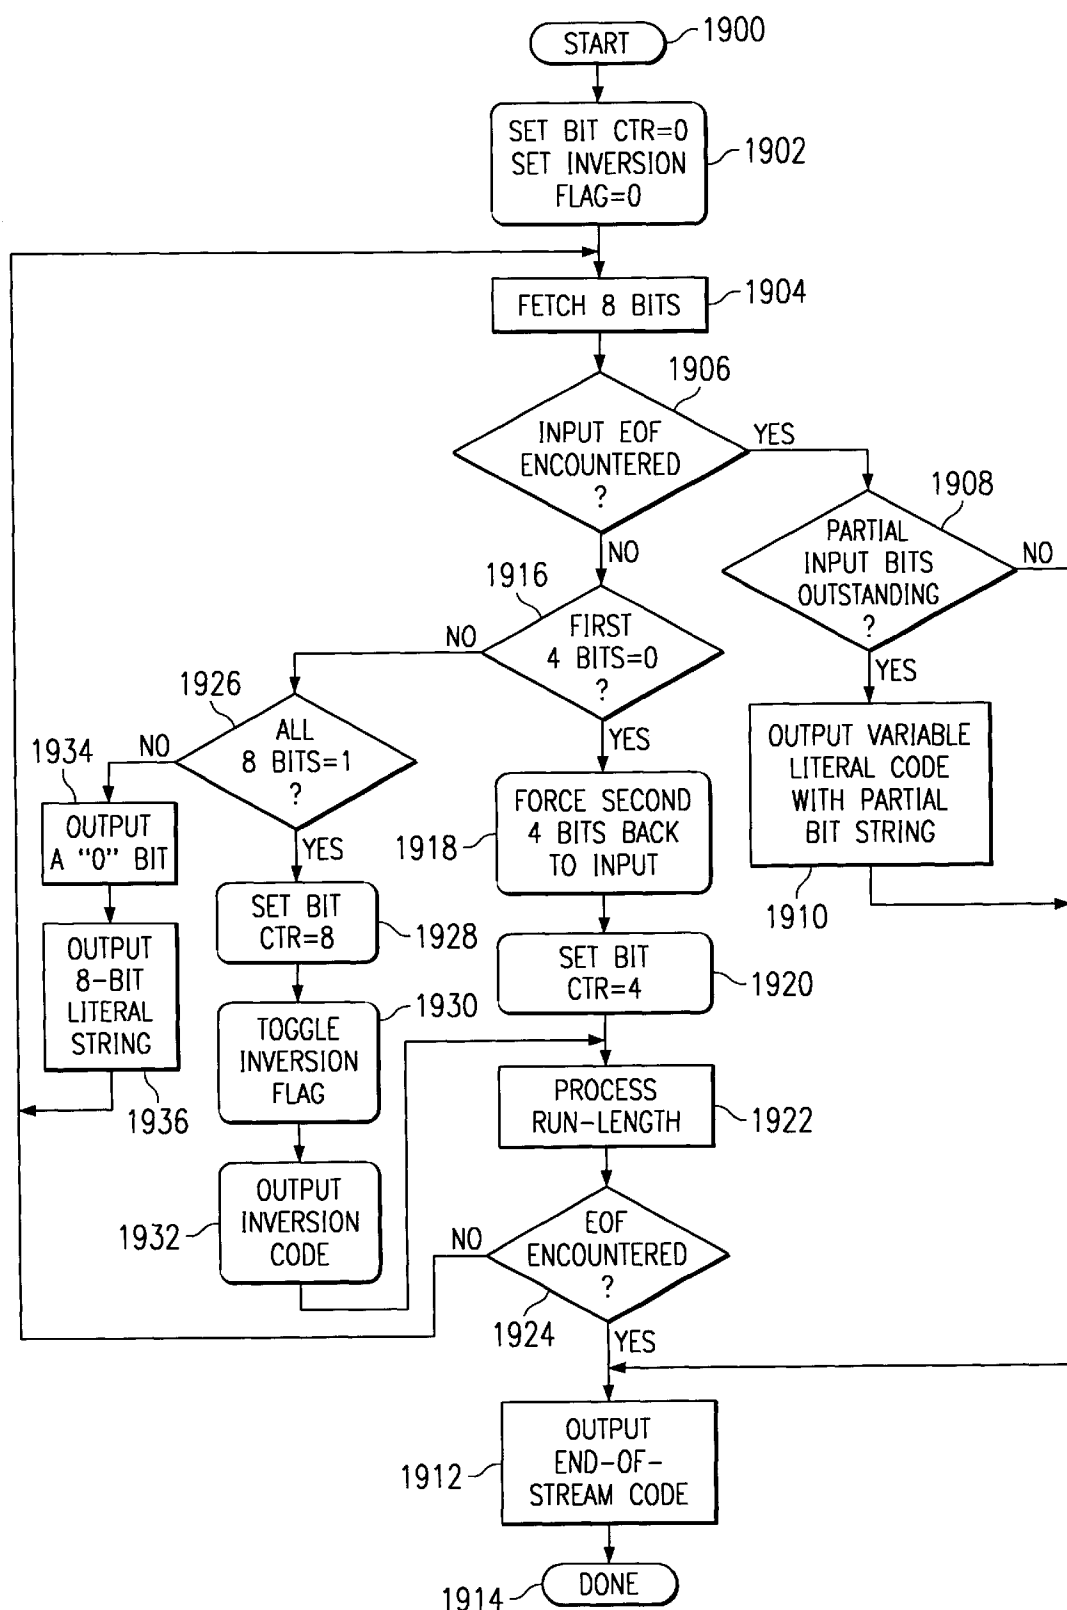 START
1900
SET BIT CTR=0
SET INVERSION
FLAG=0
1902
FETCH 8 BITS
1904
1906
INPUT EOF
ENCOUNTERED
?
YES
NO
1908
PARTIAL
INPUT BITS
OUTSTANDING
?
NO
YES
1916
FIRST
4 BITS=0
?
NO
YES
1926
ALL
8 BITS=1
?
NO
YES
1934
OUTPUT
A "0" BIT
OUTPUT VARIABLE
LITERAL CODE
WITH PARTIAL
BIT STRING
1910
FORCE SECOND
4 BITS BACK
TO INPUT
1918
SET BIT
CTR=8
1928
OUTPUT
8-BIT
LITERAL
STRING
1936
SET BIT
CTR=4
1920
TOGGLE
INVERSION
FLAG
1930
PROCESS
RUN-LENGTH
1922
OUTPUT
INVERSION
CODE
1932
EOF
ENCOUNTERED
?
NO
1924
YES
OUTPUT
END-OF-
STREAM CODE
1912
DONE
1914